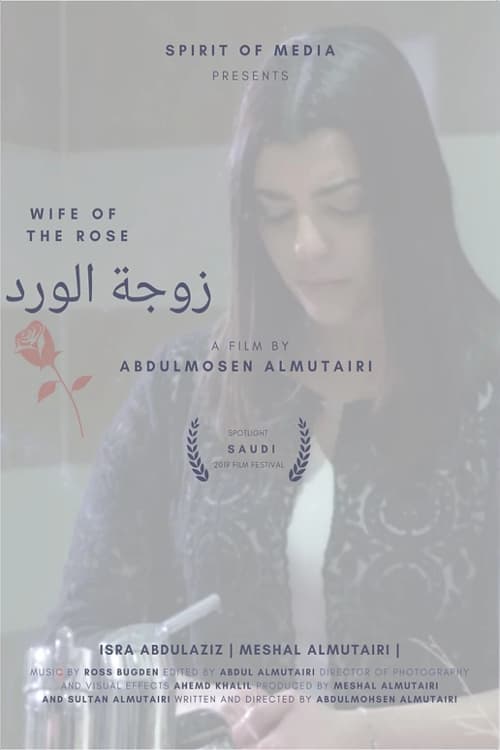 SPIRIT OF MEDIA
PRESENTS
WIFE OF
THE ROSE
زوجة الورد
A FILM BY
ABDULMOSEN ALMUTAIRI
SPOTLIGHT
SAUDI
2019 FILM FESTIVAL
ISRA ABDULAZIZ | MESHAL ALMUTAIRI |
MUSIC BY ROSS BUGDEN EDITED BY ABDUL ALMUTAIRI DIRECTOR OF PHOTOGRAPHY
AND VISUAL EFFECTS AHEMD KHALIL PRODUCED BY MESHAL ALMUTAIRI
AND SULTAN ALMUTAIRI WRITTEN AND DIRECTED BY ABDULMOHSEN ALMUTAIRI